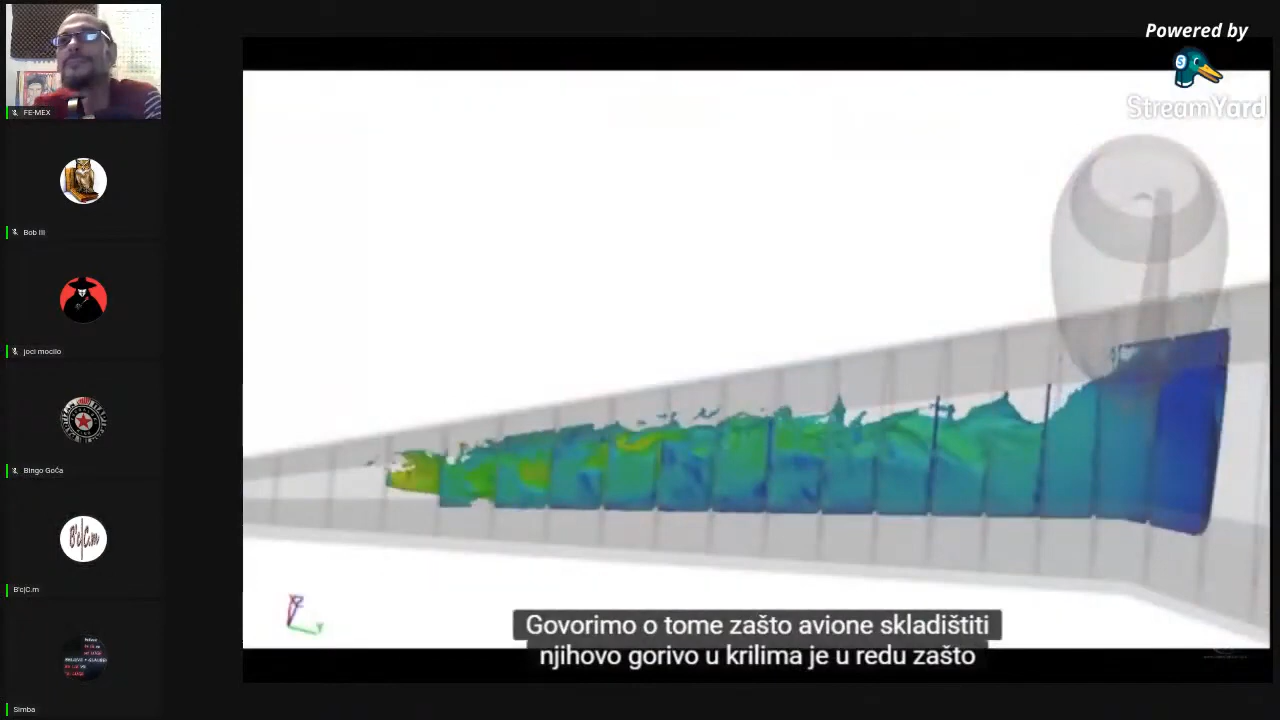 Powered by
StreamYard
FE-MEX
Bob III
joci mocilo
Bingo Goča
B'c|C.m
B'c|C.m
Simba
Govorimo o tome zašto avione skladištiti
njihovo gorivo u krilima je u redu zašto